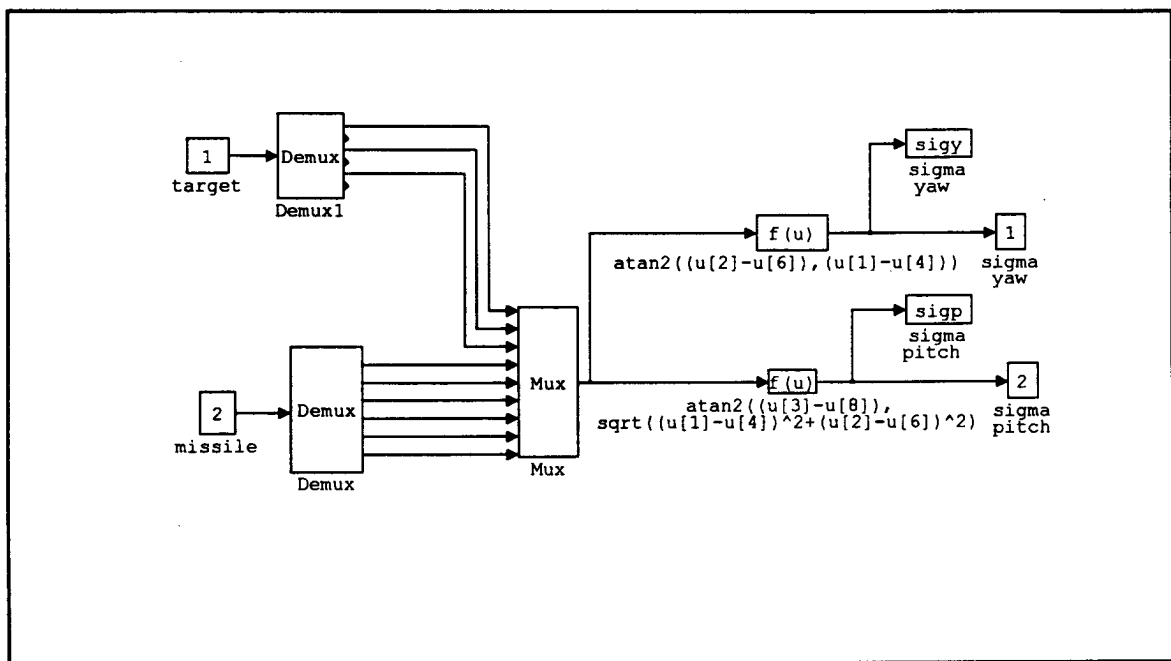 1
target
Demux
Demux1
2
missile
Demux
Demux
Mux
Mux
f(u)
atan2((u[2]-u[6]),(u[1]-u[4]))
sigy
sigma
yaw
1
sigma
yaw
sigp
sigma
pitch
f(u)
atan2((u[3]-u[8]),
sqrt((u[1]-u[4])^2+(u[2]-u[6])^2)
2
sigma
pitch